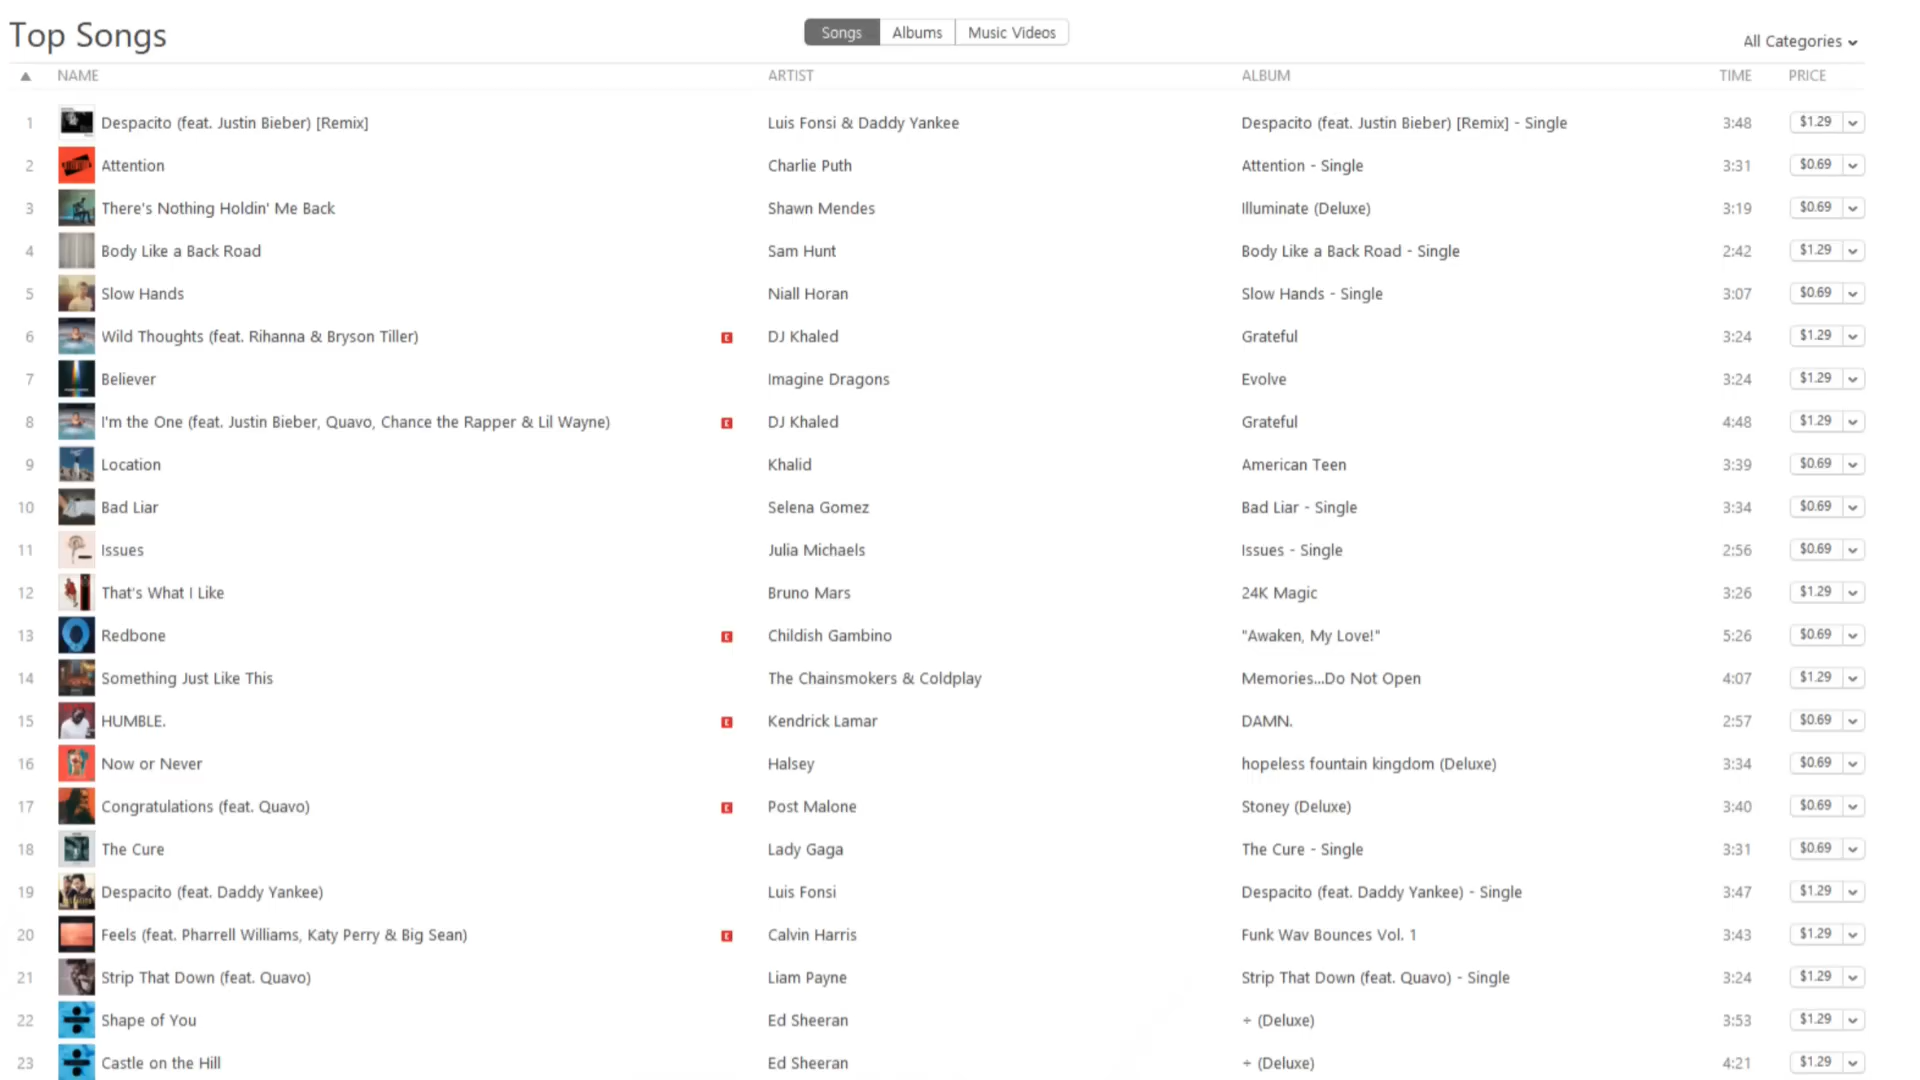 Top Songs
Songs Albums Music Videos
All Categories
NAME ARTIST ALBUM TIME PRICE
1 Despacito (feat. Justin Bieber) [Remix] Luis Fonsi & Daddy Yankee Despacito (feat. Justin Bieber) [Remix] - Single 3:48 $1.29
2 Attention Charlie Puth Attention - Single 3:31 $0.69
3 There's Nothing Holdin' Me Back Shawn Mendes Illuminate (Deluxe) 3:19 $0.69
4 Body Like a Back Road Sam Hunt Body Like a Back Road - Single 2:42 $1.29
5 Slow Hands Niall Horan Slow Hands - Single 3:07 $0.69
6 Wild Thoughts (feat. Rihanna & Bryson Tiller) E DJ Khaled Grateful 3:24 $1.29
7 Believer Imagine Dragons Evolve 3:24 $1.29
8 I'm the One (feat. Justin Bieber, Quavo, Chance the Rapper & Lil Wayne) E DJ Khaled Grateful 4:48 $1.29
9 Location Khalid American Teen 3:39 $0.69
10 Bad Liar Selena Gomez Bad Liar - Single 3:34 $0.69
11 Issues Julia Michaels Issues - Single 2:56 $0.69
12 That's What I Like Bruno Mars 24K Magic 3:26 $1.29
13 Redbone E Childish Gambino "Awaken, My Love!" 5:26 $0.69
14 Something Just Like This The Chainsmokers & Coldplay Memories...Do Not Open 4:07 $1.29
15 HUMBLE. E Kendrick Lamar DAMN. 2:57 $0.69
16 Now or Never Halsey hopeless fountain kingdom (Deluxe) 3:34 $0.69
17 Congratulations (feat. Quavo) E Post Malone Stoney (Deluxe) 3:40 $0.69
18 The Cure Lady Gaga The Cure - Single 3:31 $0.69
19 Despacito (feat. Daddy Yankee) Luis Fonsi Despacito (feat. Daddy Yankee) - Single 3:47 $1.29
20 Feels (feat. Pharrell Williams, Katy Perry & Big Sean) E Calvin Harris Funk Wav Bounces Vol. 1 3:43 $1.29
21 Strip That Down (feat. Quavo) Liam Payne Strip That Down (feat. Quavo) - Single 3:24 $1.29
22 Shape of You Ed Sheeran ÷ (Deluxe) 3:53 $1.29
23 Castle on the Hill Ed Sheeran ÷ (Deluxe) 4:21 $1.29